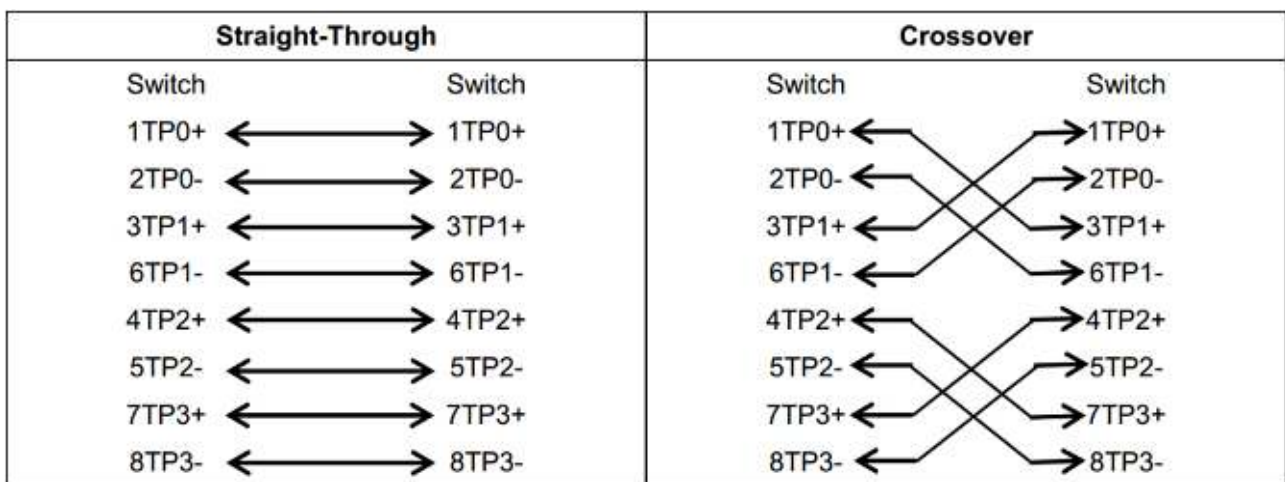 Straight-Through Crossover
Switch Switch Switch Switch
1TP0+ 1TP0+ 1TP0+ 1TP0+
2TP0- 2TP0- 2TP0- 2TP0-
3TP1+ 3TP1+ 3TP1+ 3TP1+
6TP1- 6TP1- 6TP1- 6TP1-
4TP2+ 4TP2+ 4TP2+ 4TP2+
5TP2- 5TP2- 5TP2- 5TP2-
7TP3+ 7TP3+ 7TP3+ 7TP3+
8TP3- 8TP3- 8TP3- 8TP3-